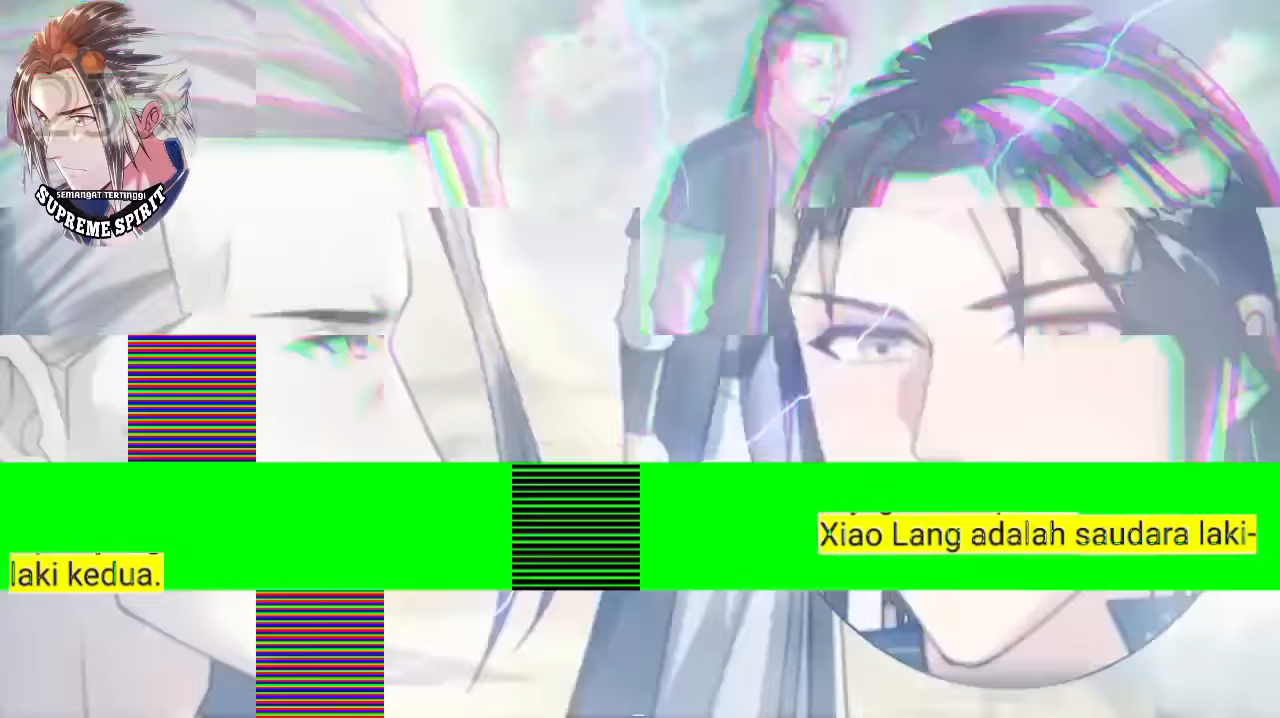 SEMANGAT TERTINGGI
SUPREME SPIRIT
Xiao Lang adalah saudara laki-
laki kedua.